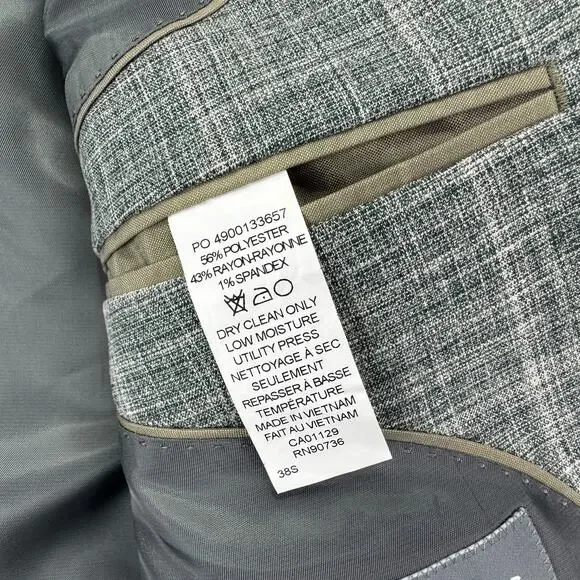 PO 4900133657
56% POLYESTER
43% RAYON-RAYONNE
1% SPANDEX
DRY CLEAN ONLY
LOW MOISTURE
UTILITY PRESS
NETTOYAGE À SEC
SEULEMENT
REPASSER À BASSE
TEMPÉRATURE
MADE IN VIETNAM
FAIT AU VIETNAM
CA01129
RN90736
38S